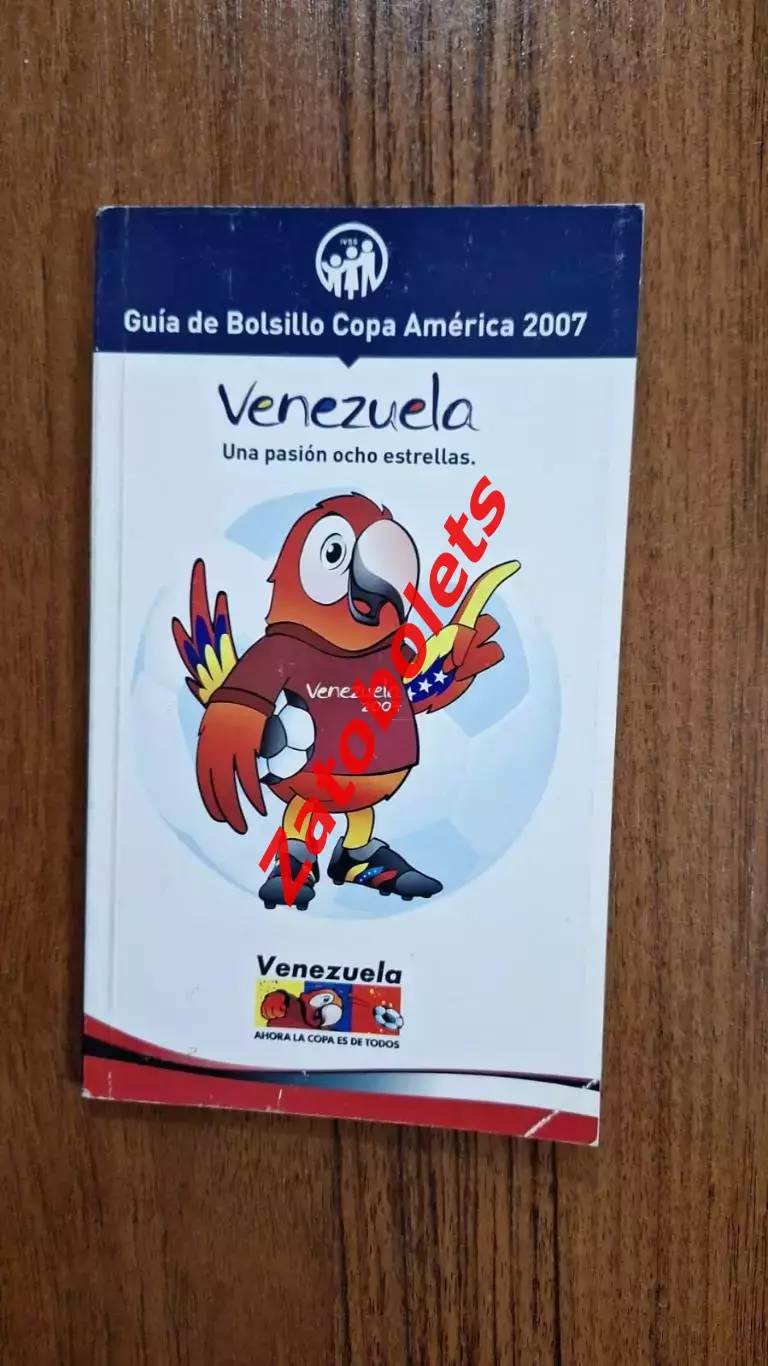 IVSS
Guía de Bolsillo Copa América 2007
Venezuela
Una pasión ocho estrellas.
Venezuela
2007
Zatobolets
Venezuela
AHORA LA COPA ES DE TODOS